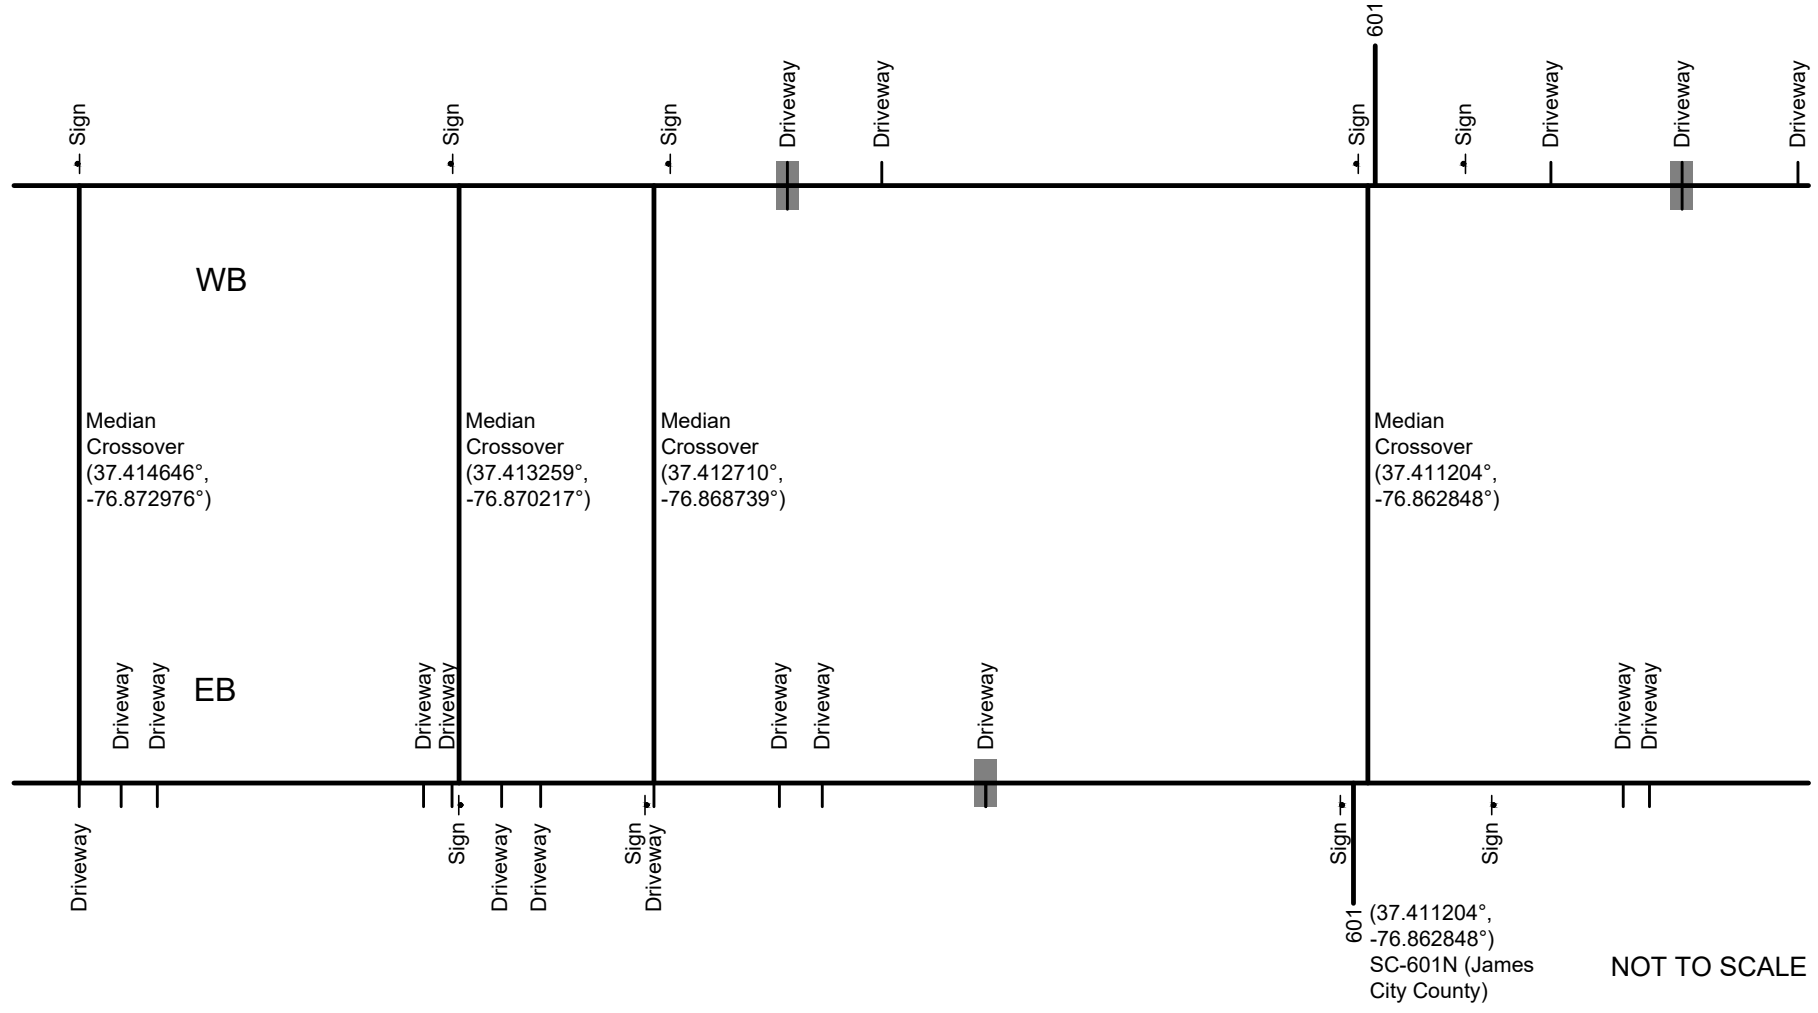 601
Sign
Sign
Sign
Driveway
Driveway
Sign
Sign
Driveway
Driveway
Driveway
WB
Median
Crossover
(37.414646°,
-76.872976°)
Median
Crossover
(37.413259°,
-76.870217°)
Median
Crossover
(37.412710°,
-76.868739°)
Median
Crossover
(37.411204°,
-76.862848°)
Driveway
Driveway
EB
Driveway
Driveway
Driveway
Driveway
Driveway
Driveway
Driveway
Driveway
Sign
Driveway
Driveway
Sign
Driveway
Sign
Sign
601
(37.411204°,
-76.862848°)
SC-601N (James
City County)
NOT TO SCALE